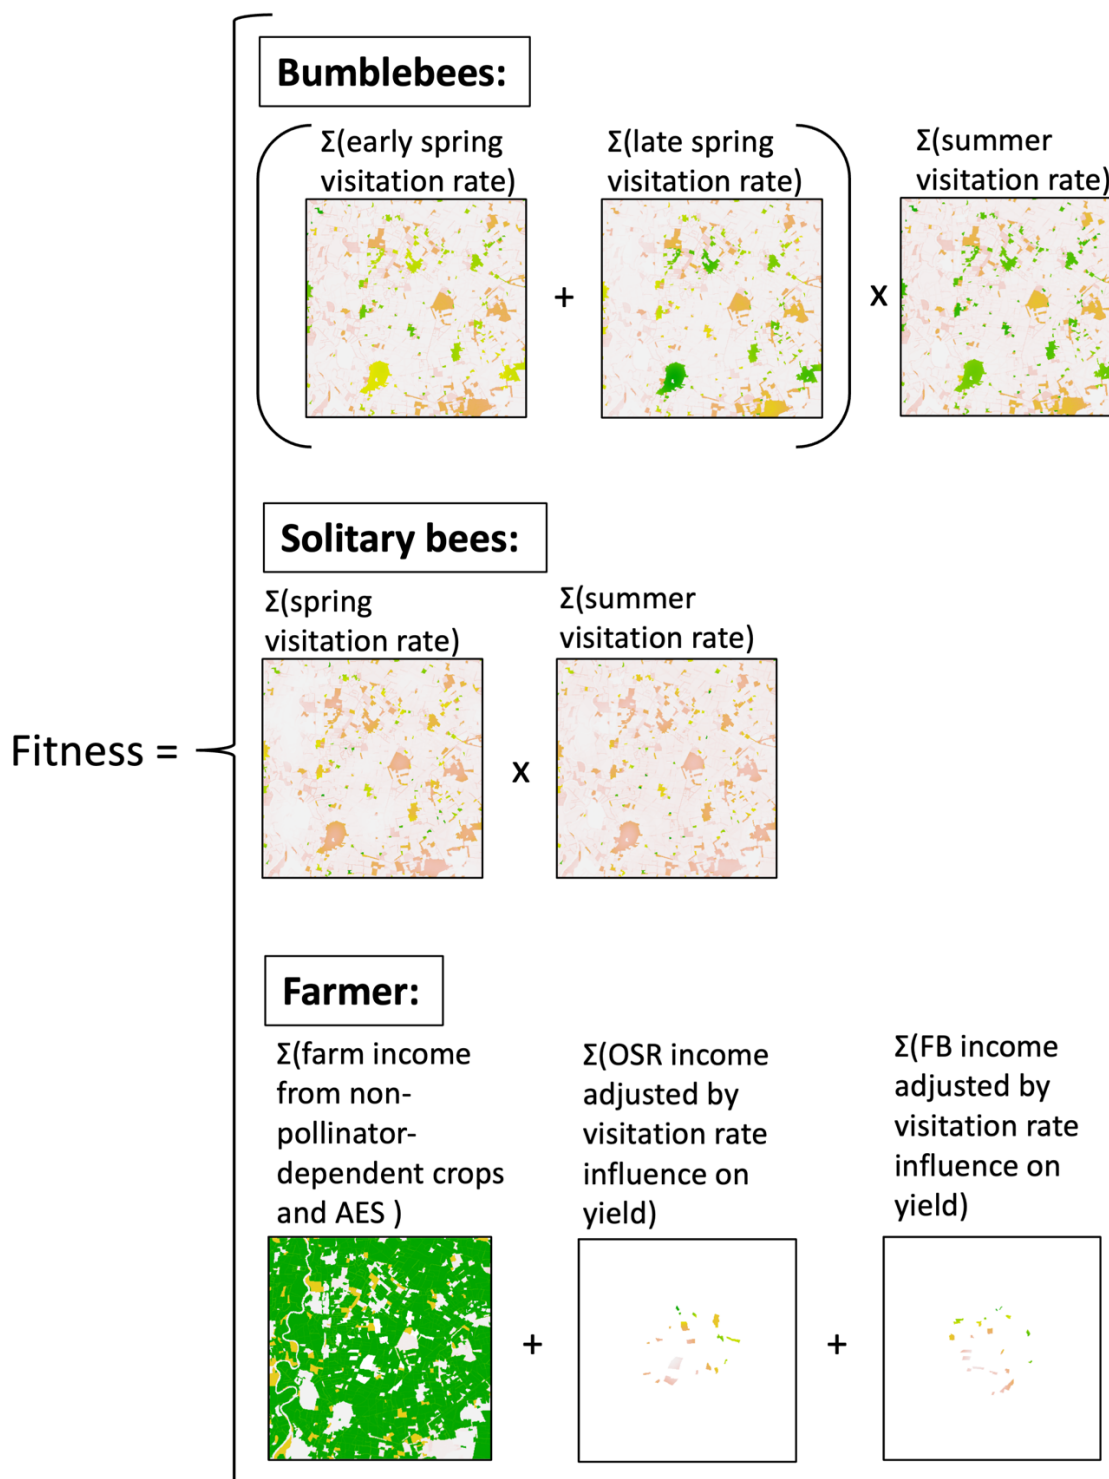 Bumblebees:
Σ(early spring
visitation rate)
Σ(late spring
visitation rate)
Σ(summer
visitation rate)
+
x
Solitary bees:
Σ(spring
visitation rate)
Σ(summer
visitation rate)
Fitness =
x
Farmer:
Σ(farm income
from non-
pollinator-
dependent crops
and AES )
Σ(OSR income
adjusted by
visitation rate
influence on
yield)
Σ(FB income
adjusted by
visitation rate
influence on
yield)
+
+